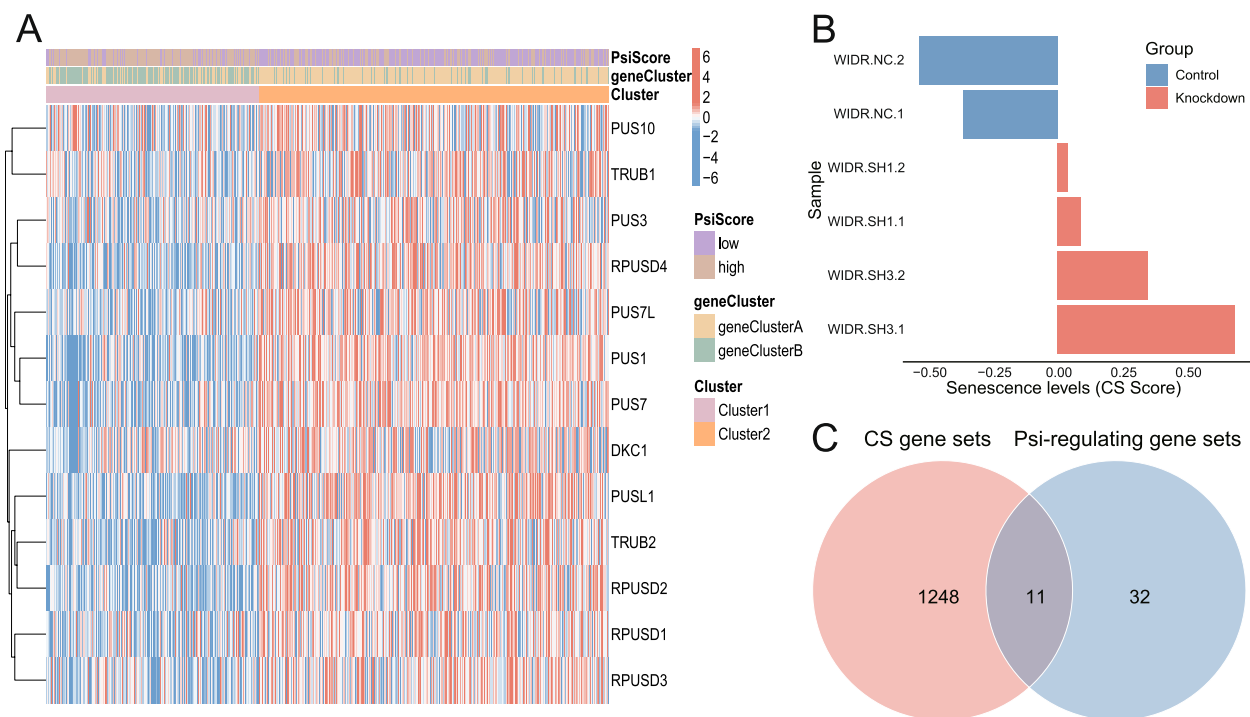 A
PsiScore
geneCluster
Cluster
PUS10
TRUB1
PUS3
RPUSD4
PUS7L
PUS1
PUS7
DKC1
PUSL1
TRUB2
RPUSD2
RPUSD1
RPUSD3
6
4
2
0
−2
−4
−6
PsiScore
low
high
geneCluster
geneClusterA
geneClusterB
Cluster
Cluster1
Cluster2
B
Sample
WIDR.NC.2
WIDR.NC.1
WIDR.SH1.2
WIDR.SH1.1
WIDR.SH3.2
WIDR.SH3.1
−0.50 −0.25 0.00 0.25 0.50
Senescence levels (CS Score)
Group
Control
Knockdown
C
CS gene sets Psi-regulating gene sets
1248 11 32